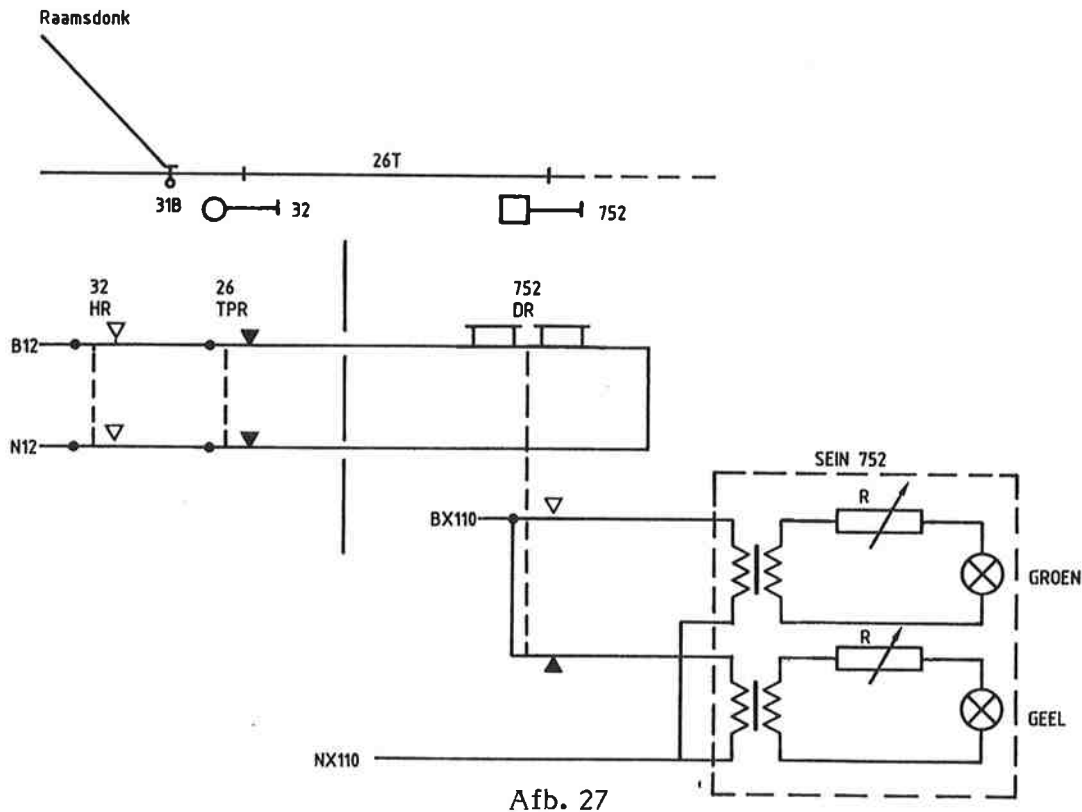 Raamsdonk
26T
31B
32
752
32
HR
26
TPR
752
DR
B12
N12
SEIN 752
BX110
R
GROEN
R
GEEL
NX110
Afb. 27